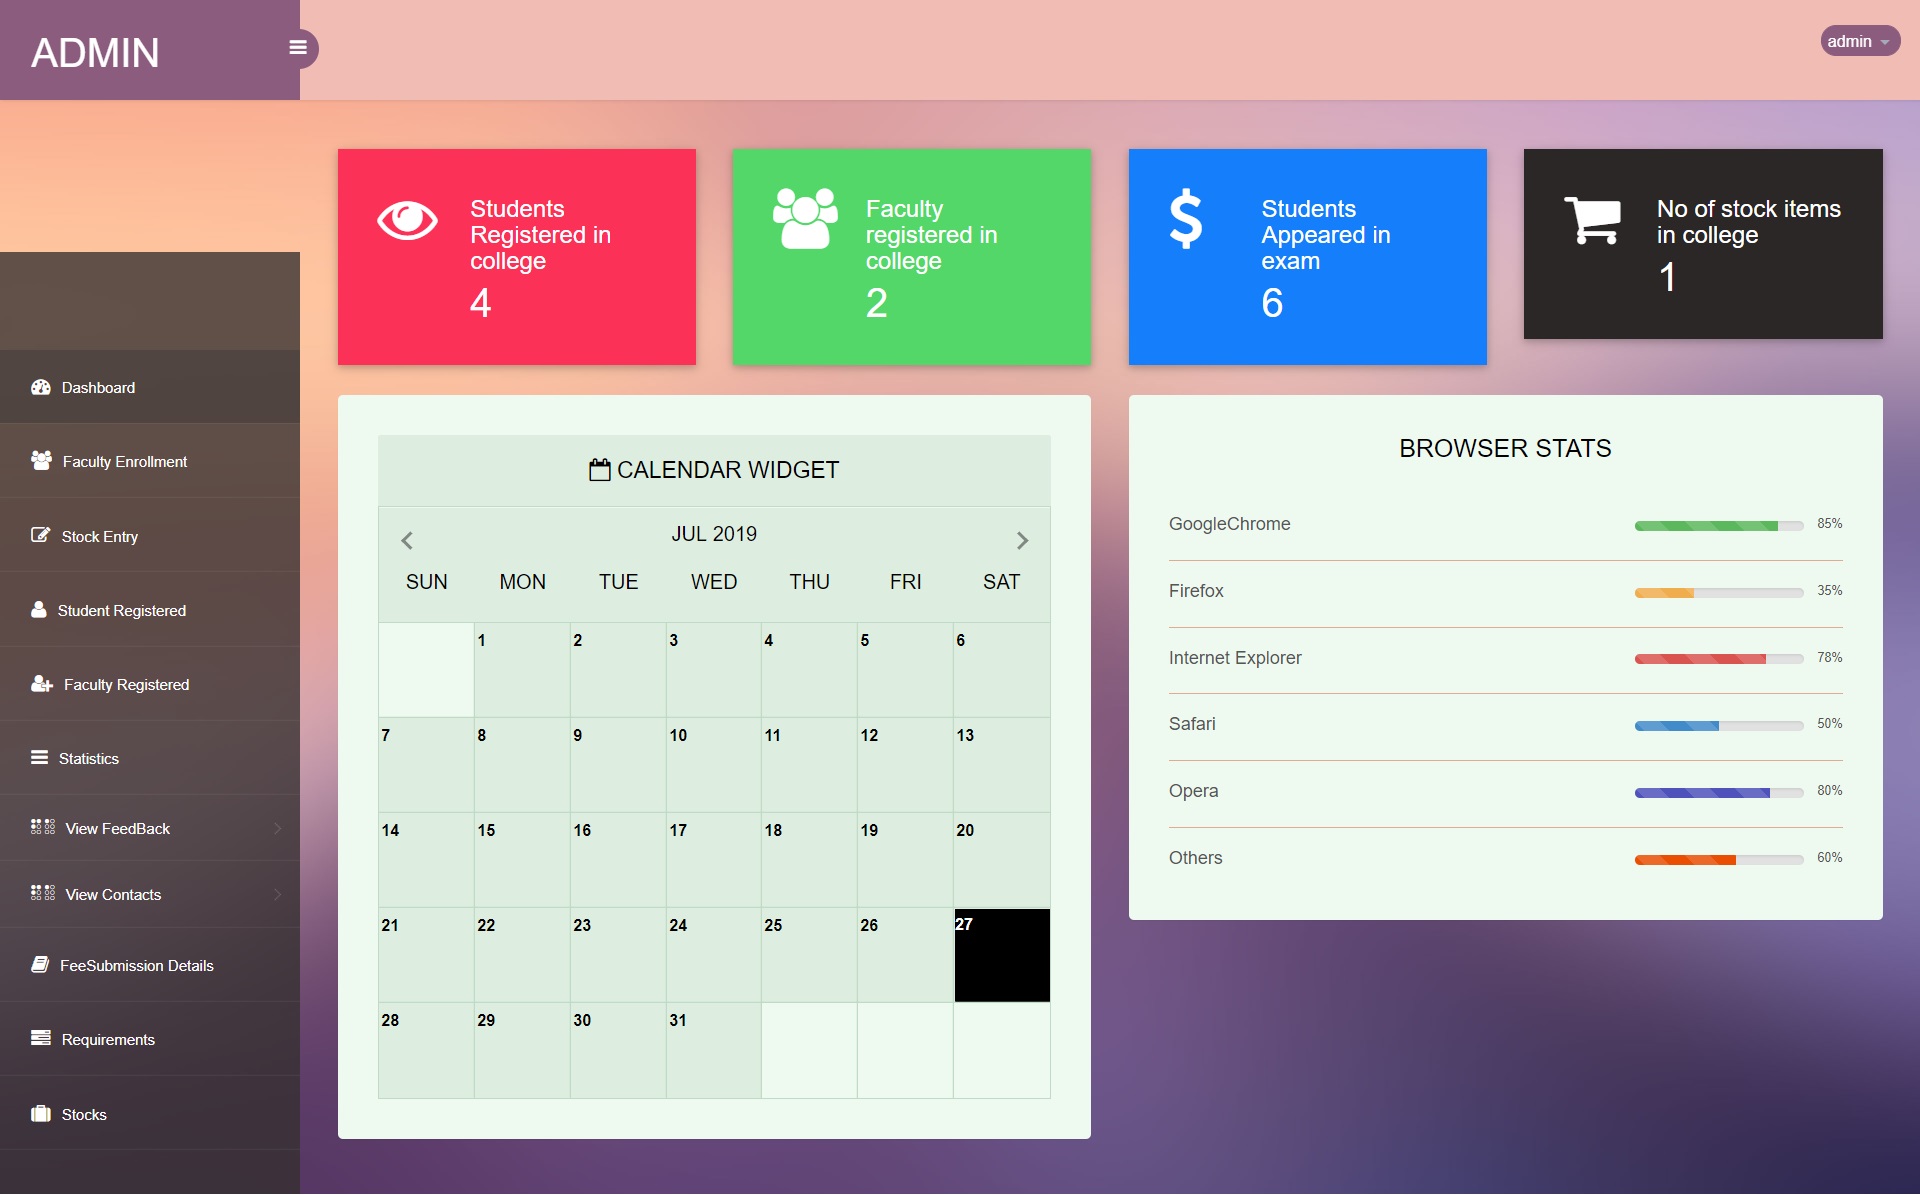 ADMIN
admin
Students
Registered in
college
4
Faculty
registered in
college
2
Students
Appeared in
exam
6
No of stock items
in college
1
Dashboard
Faculty Enrollment
Stock Entry
Student Registered
Faculty Registered
Statistics
View FeedBack
View Contacts
FeeSubmission Details
Requirements
Stocks
CALENDAR WIDGET
JUL 2019
SUN MON TUE WED THU FRI SAT
1 2 3 4 5 6
7 8 9 10 11 12 13
14 15 16 17 18 19 20
21 22 23 24 25 26 27
28 29 30 31
BROWSER STATS
GoogleChrome 85%
Firefox 35%
Internet Explorer 78%
Safari 50%
Opera 80%
Others 60%